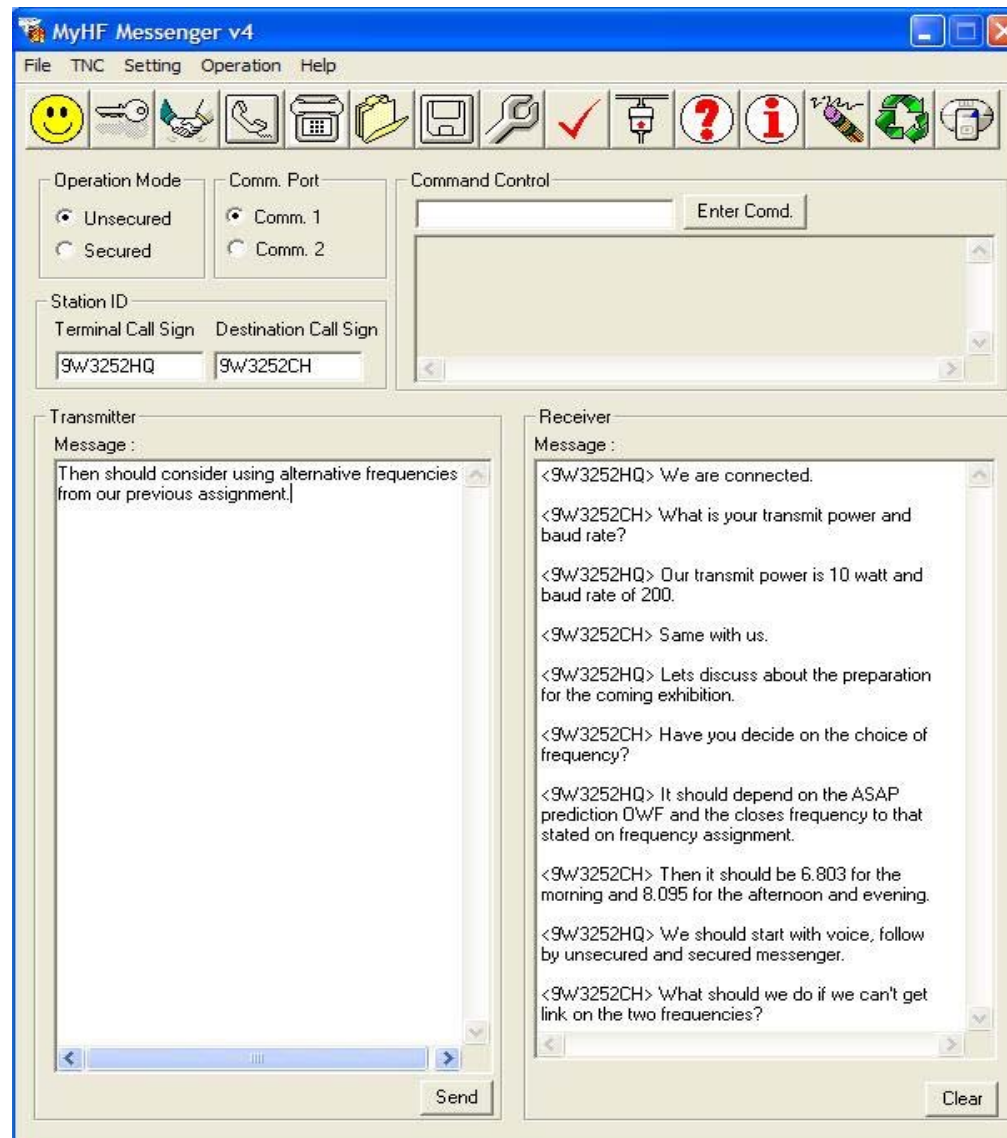 MyHF Messenger v4
File TNC Setting Operation Help
Operation Mode
Unsecured
Secured
Comm. Port
Comm. 1
Comm. 2
Command Control
Enter Comd.
Station ID
Terminal Call Sign Destination Call Sign
9W3252HQ 9W3252CH
Transmitter
Message :
Then should consider using alternative frequencies
from our previous assignment.
Send
Receiver
Message :
<9W3252HQ> We are connected.
<9W3252CH> What is your transmit power and
baud rate?
<9W3252HQ> Our transmit power is 10 watt and
baud rate of 200.
<9W3252CH> Same with us.
<9W3252HQ> Lets discuss about the preparation
for the coming exhibition.
<9W3252CH> Have you decide on the choice of
frequency?
<9W3252HQ> It should depend on the ASAP
prediction OWF and the closes frequency to that
stated on frequency assignment.
<9W3252CH> Then it should be 6.803 for the
morning and 8.095 for the afternoon and evening.
<9W3252HQ> We should start with voice, follow
by unsecured and secured messenger.
<9W3252CH> What should we do if we can't get
link on the two frequencies?
Clear